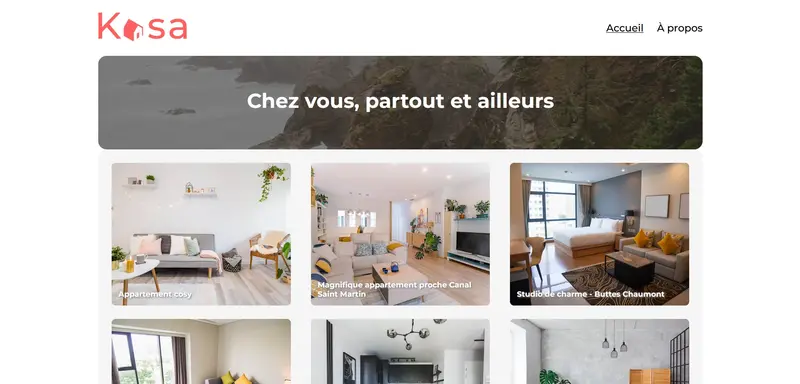 Kasa
Accueil
À propos
Chez vous, partout et ailleurs
Appartement cosy
Magnifique appartement proche Canal
Saint Martin
Studio de charme - Buttes Chaumont